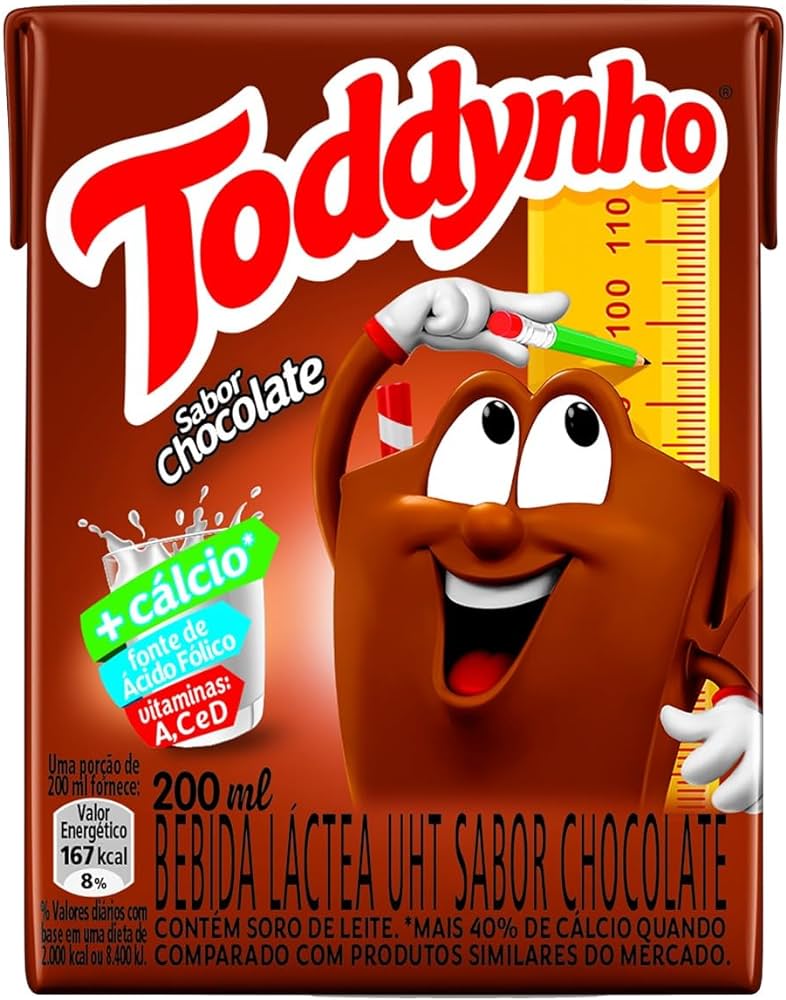 Toddynho®
Sabor
Chocolate
110
100
+ cálcio*
fonte de
Ácido Fólico
vitaminas:
A, C e D
Uma porção de
200 ml fornece:
Valor
Energético
167 kcal
8%
% Valores diários com
base em uma dieta de
2.000 kcal ou 8.400 kJ.
200 ml
BEBIDA LÁCTEA UHT SABOR CHOCOLATE
CONTÉM SORO DE LEITE. *MAIS 40% DE CÁLCIO QUANDO
COMPARADO COM PRODUTOS SIMILARES DO MERCADO.